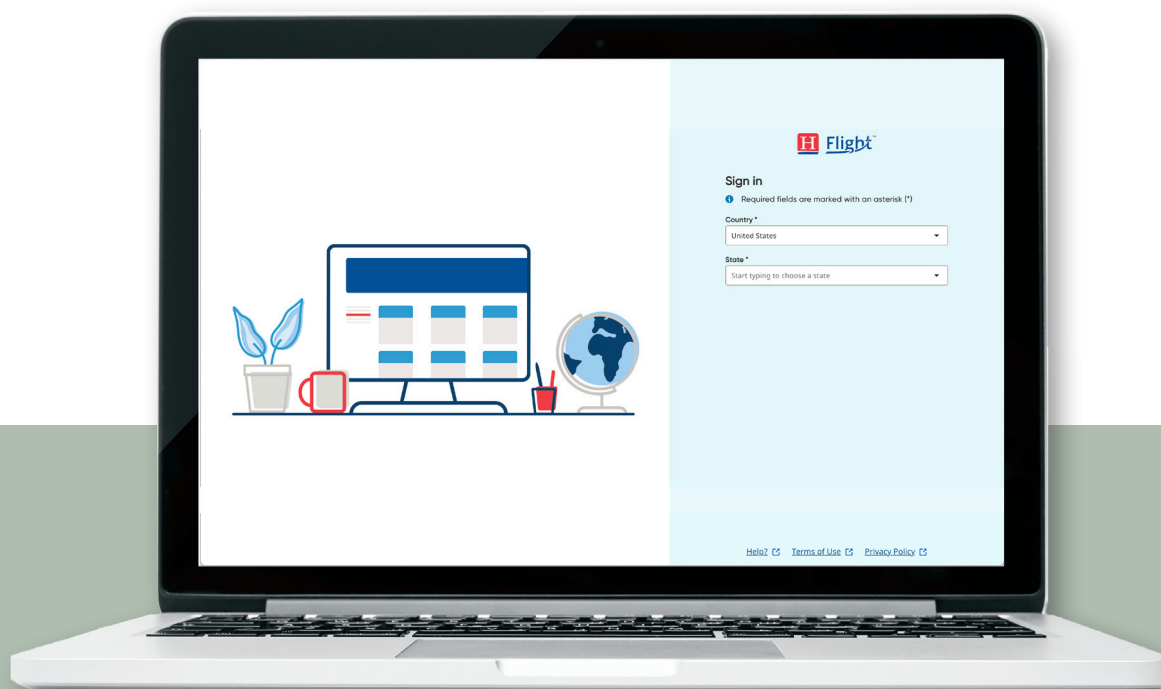 H Flight™
Sign in
Required fields are marked with an asterisk (*)
Country *
United States
State *
Start typing to choose a state
Help? Terms of Use Privacy Policy